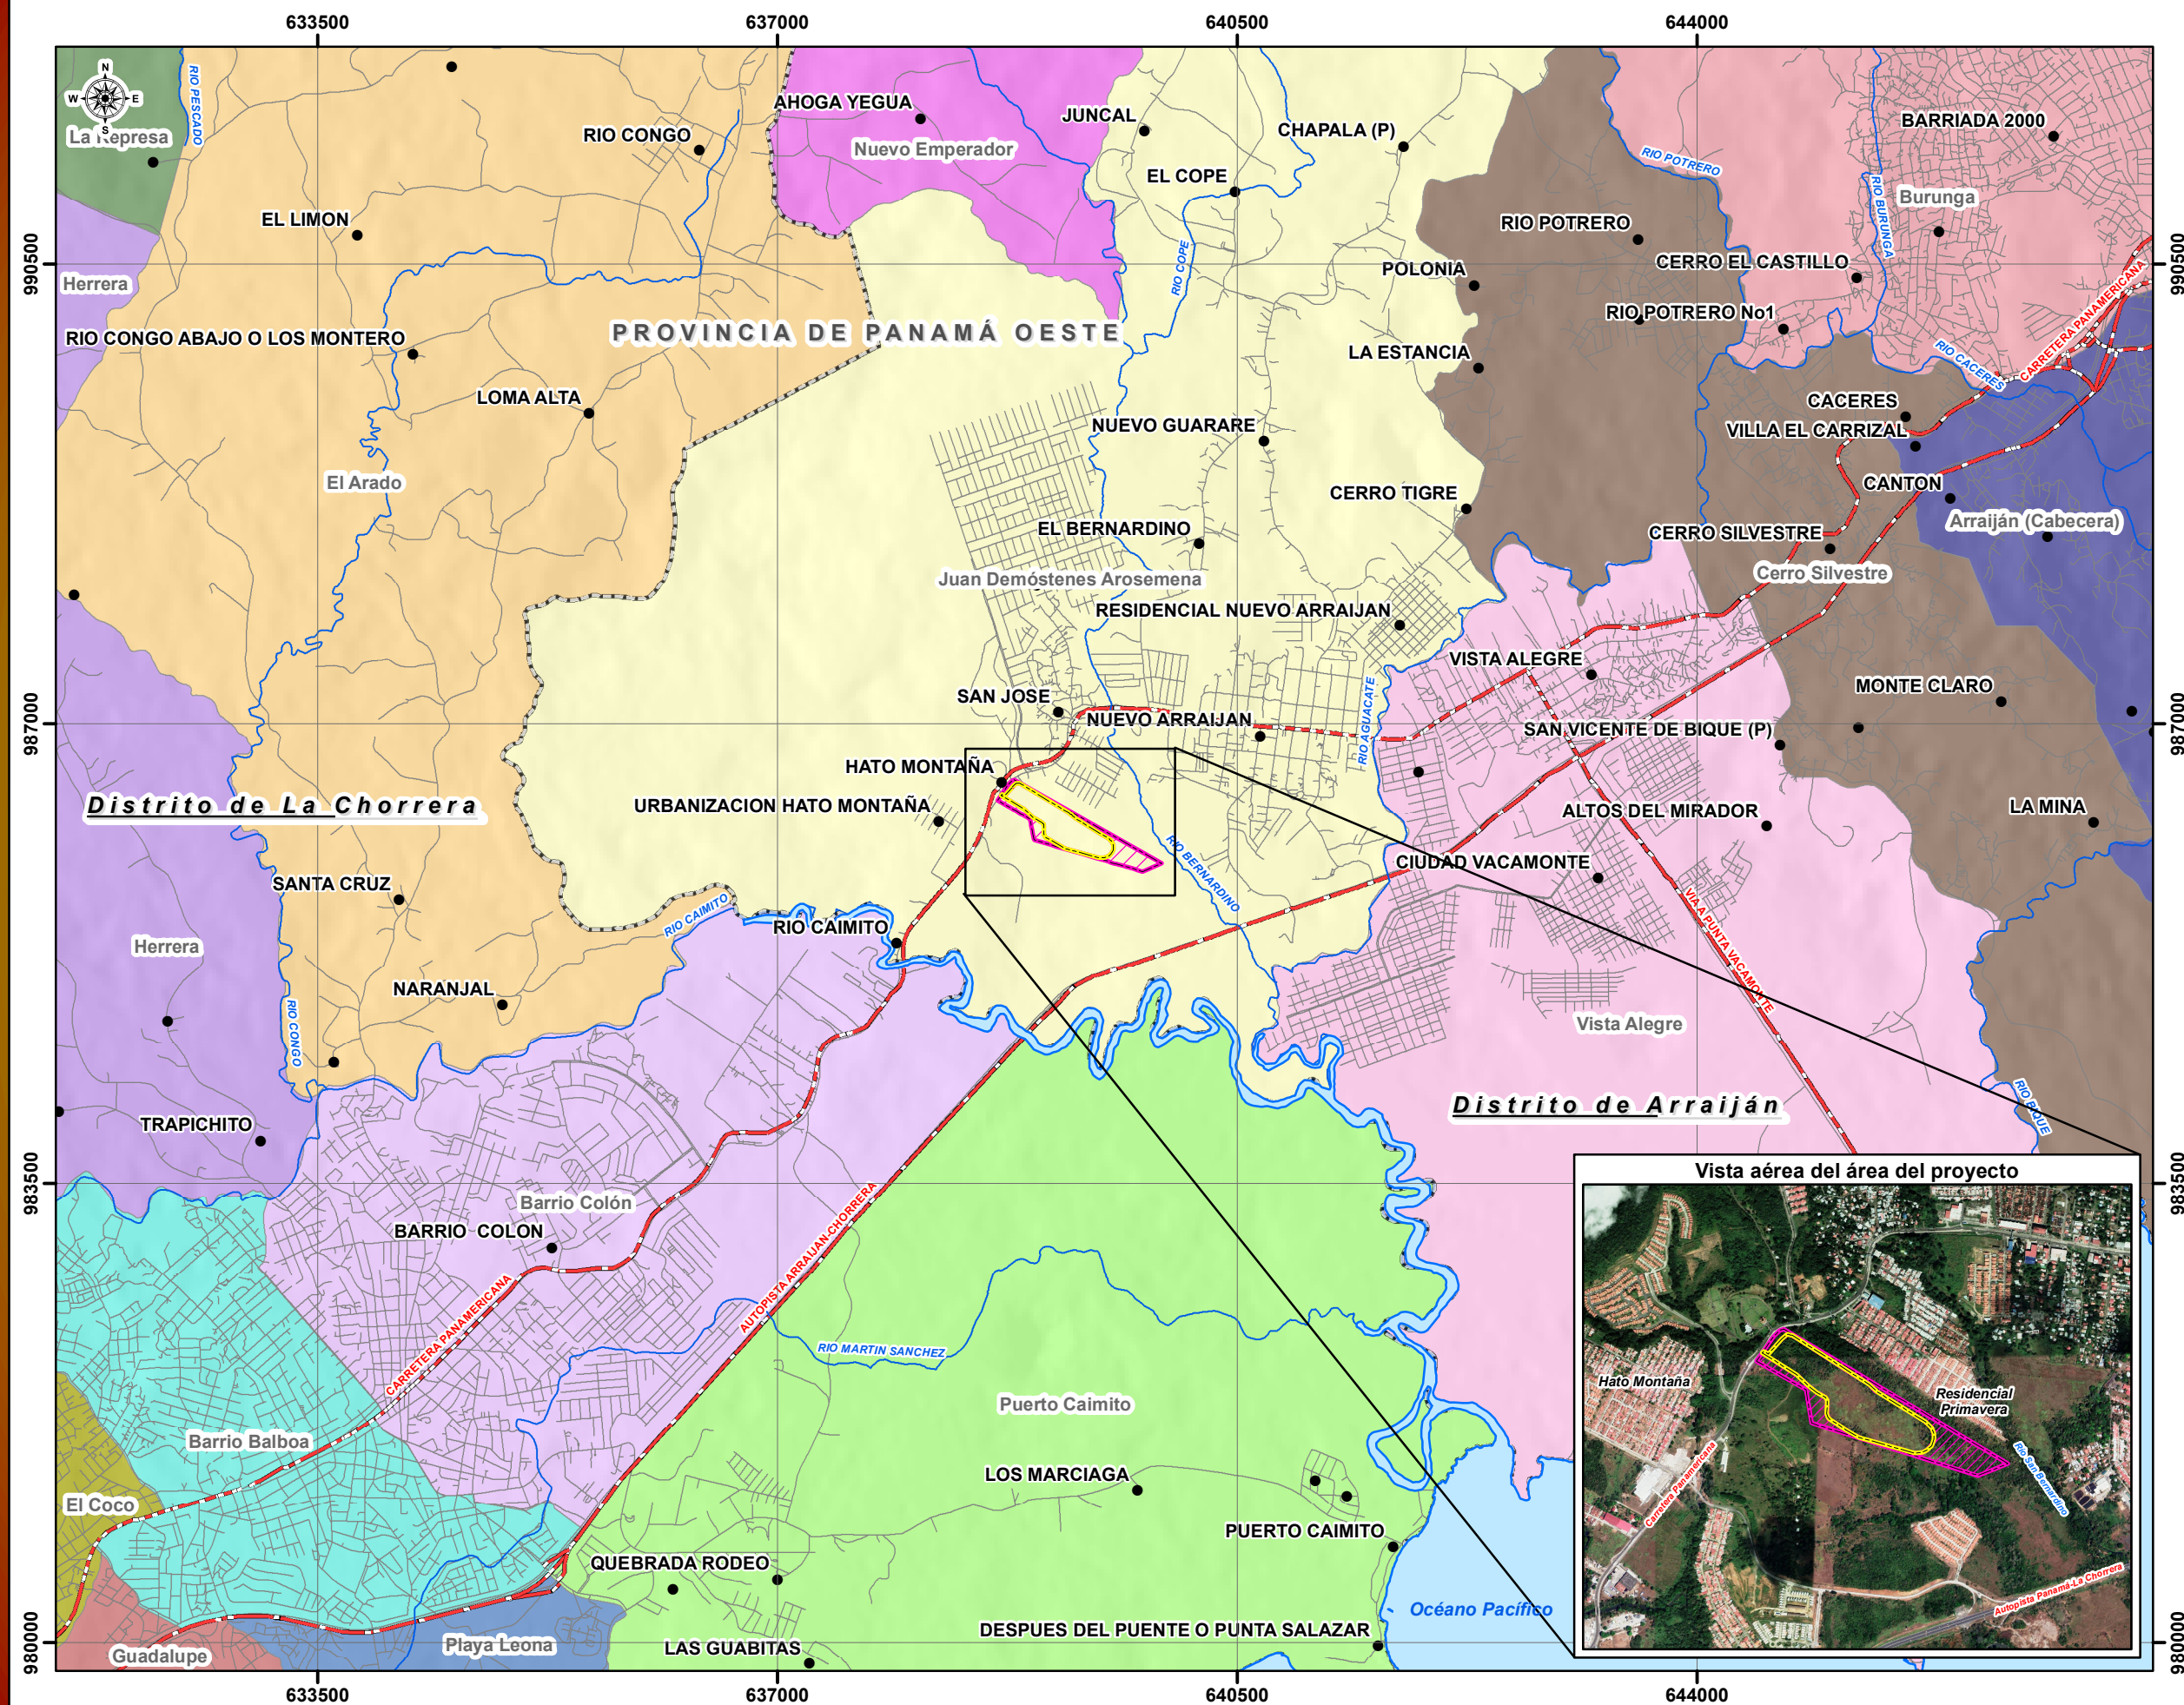 633500
637000
640500
644000
N
W
E
S
La Represa
RIO PESCADO
RIO CONGO
AHOGA YEGUA
Nuevo Emperador
JUNCAL
CHAPALA (P)
EL COPE
RIO POTRERO
BARRIADA 2000
Burunga
RIO BURUNGA
EL LIMON
RIO POTRERO
990500
990500
Herrera
RIO COPE
POLONIA
CERRO EL CASTILLO
RIO POTRERO No1
CARRETERA PANAMERICANA
RIO CONGO ABAJO O LOS MONTERO
PROVINCIA DE PANAMÁ OESTE
LA ESTANCIA
RIO CACERES
LOMA ALTA
NUEVO GUARARE
CACERES
VILLA EL CARRIZAL
El Arado
CERRO TIGRE
CANTON
EL BERNARDINO
CERRO SILVESTRE
Arraiján (Cabecera)
Juan Demóstenes Arosemena
Cerro Silvestre
RESIDENCIAL NUEVO ARRAIJAN
VISTA ALEGRE
SAN JOSE
RIO AGUACATE
MONTE CLARO
987000
987000
NUEVO ARRAIJAN
SAN VICENTE DE BIQUE (P)
HATO MONTAÑA
Distrito de La Chorrera
URBANIZACION HATO MONTAÑA
ALTOS DEL MIRADOR
LA MINA
RIO BERNARDINO
CIUDAD VACAMONTE
SANTA CRUZ
RIO CAIMITO
VIA A PUNTA VACAMONTE
RIO CAIMITO
Herrera
NARANJAL
RIO CONGO
Vista Alegre
Distrito de Arraiján
RIO BIQUE
TRAPICHITO
983500
983500
Vista aérea del área del proyecto
Barrio Colón
BARRIO COLON
AUTOPISTA ARRAIJAN-CHORRERA
CARRETERA PANAMERICANA
RIO MARTIN SANCHEZ
Hato Montaña
Residencial
Primavera
Puerto Caimito
Barrio Balboa
Carretera Panamericana
Rio San Bernardino
LOS MARCIAGA
El Coco
PUERTO CAIMITO
QUEBRADA RODEO
Autopista Panamá-La Chorrera
Océano Pacífico
DESPUES DEL PUENTE O PUNTA SALAZAR
Playa Leona
LAS GUABITAS
Guadalupe
980000
980000
633500
637000
640500
644000